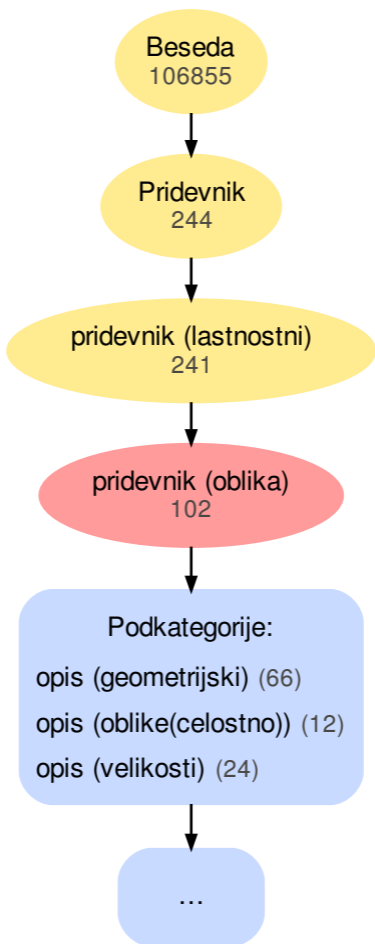 Beseda
106855
Pridevnik
244
pridevnik (lastnostni)
241
pridevnik (oblika)
102
Podkategorije:
opis (geometrijski) (66)
opis (oblike(celostno)) (12)
opis (velikosti) (24)
...